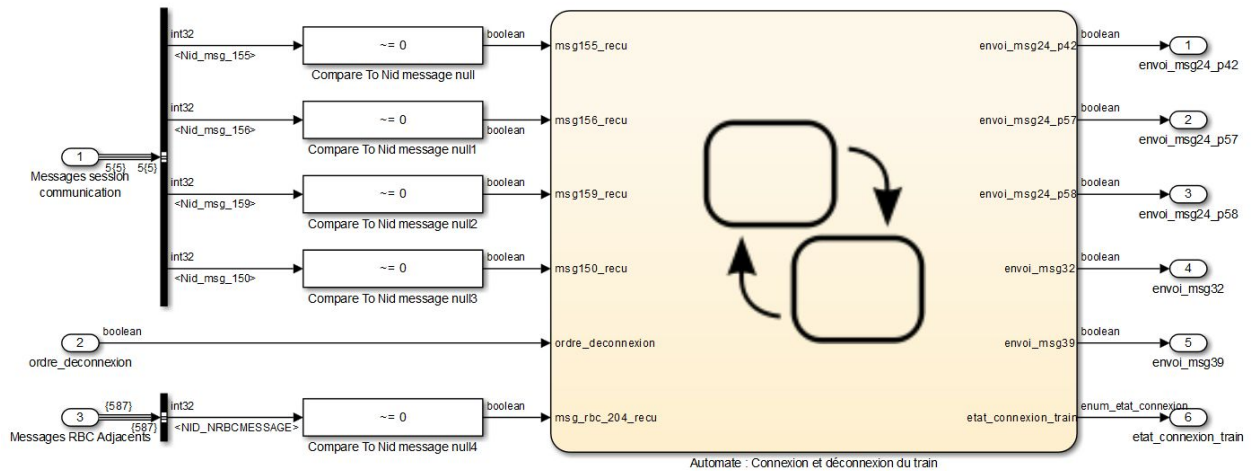 int32
<Nid_msg_155>
~= 0
boolean
Compare To Nid message null
msg155_recu
int32
<Nid_msg_156>
~= 0
boolean
Compare To Nid message null1
msg156_recu
1
5{5} 5{5}
Messages session
communication
int32
<Nid_msg_159>
~= 0
boolean
Compare To Nid message null2
msg159_recu
int32
<Nid_msg_150>
~= 0
boolean
Compare To Nid message null3
msg150_recu
2
boolean
ordre_deconnexion
ordre_deconnexion
3
{587}
{587}
Messages RBC Adjacents
int32
<NID_NRBCMESSAGE>
~= 0
boolean
Compare To Nid message null4
msg_rbc_204_recu
envoi_msg24_p42
boolean
1
envoi_msg24_p42
envoi_msg24_p57
boolean
2
envoi_msg24_p57
envoi_msg24_p58
boolean
3
envoi_msg24_p58
envoi_msg32
boolean
4
envoi_msg32
envoi_msg39
boolean
5
envoi_msg39
etat_connexion_train
enum_etat_connexion
6
etat_connexion_train
Automate : Connexion et déconnexion du train